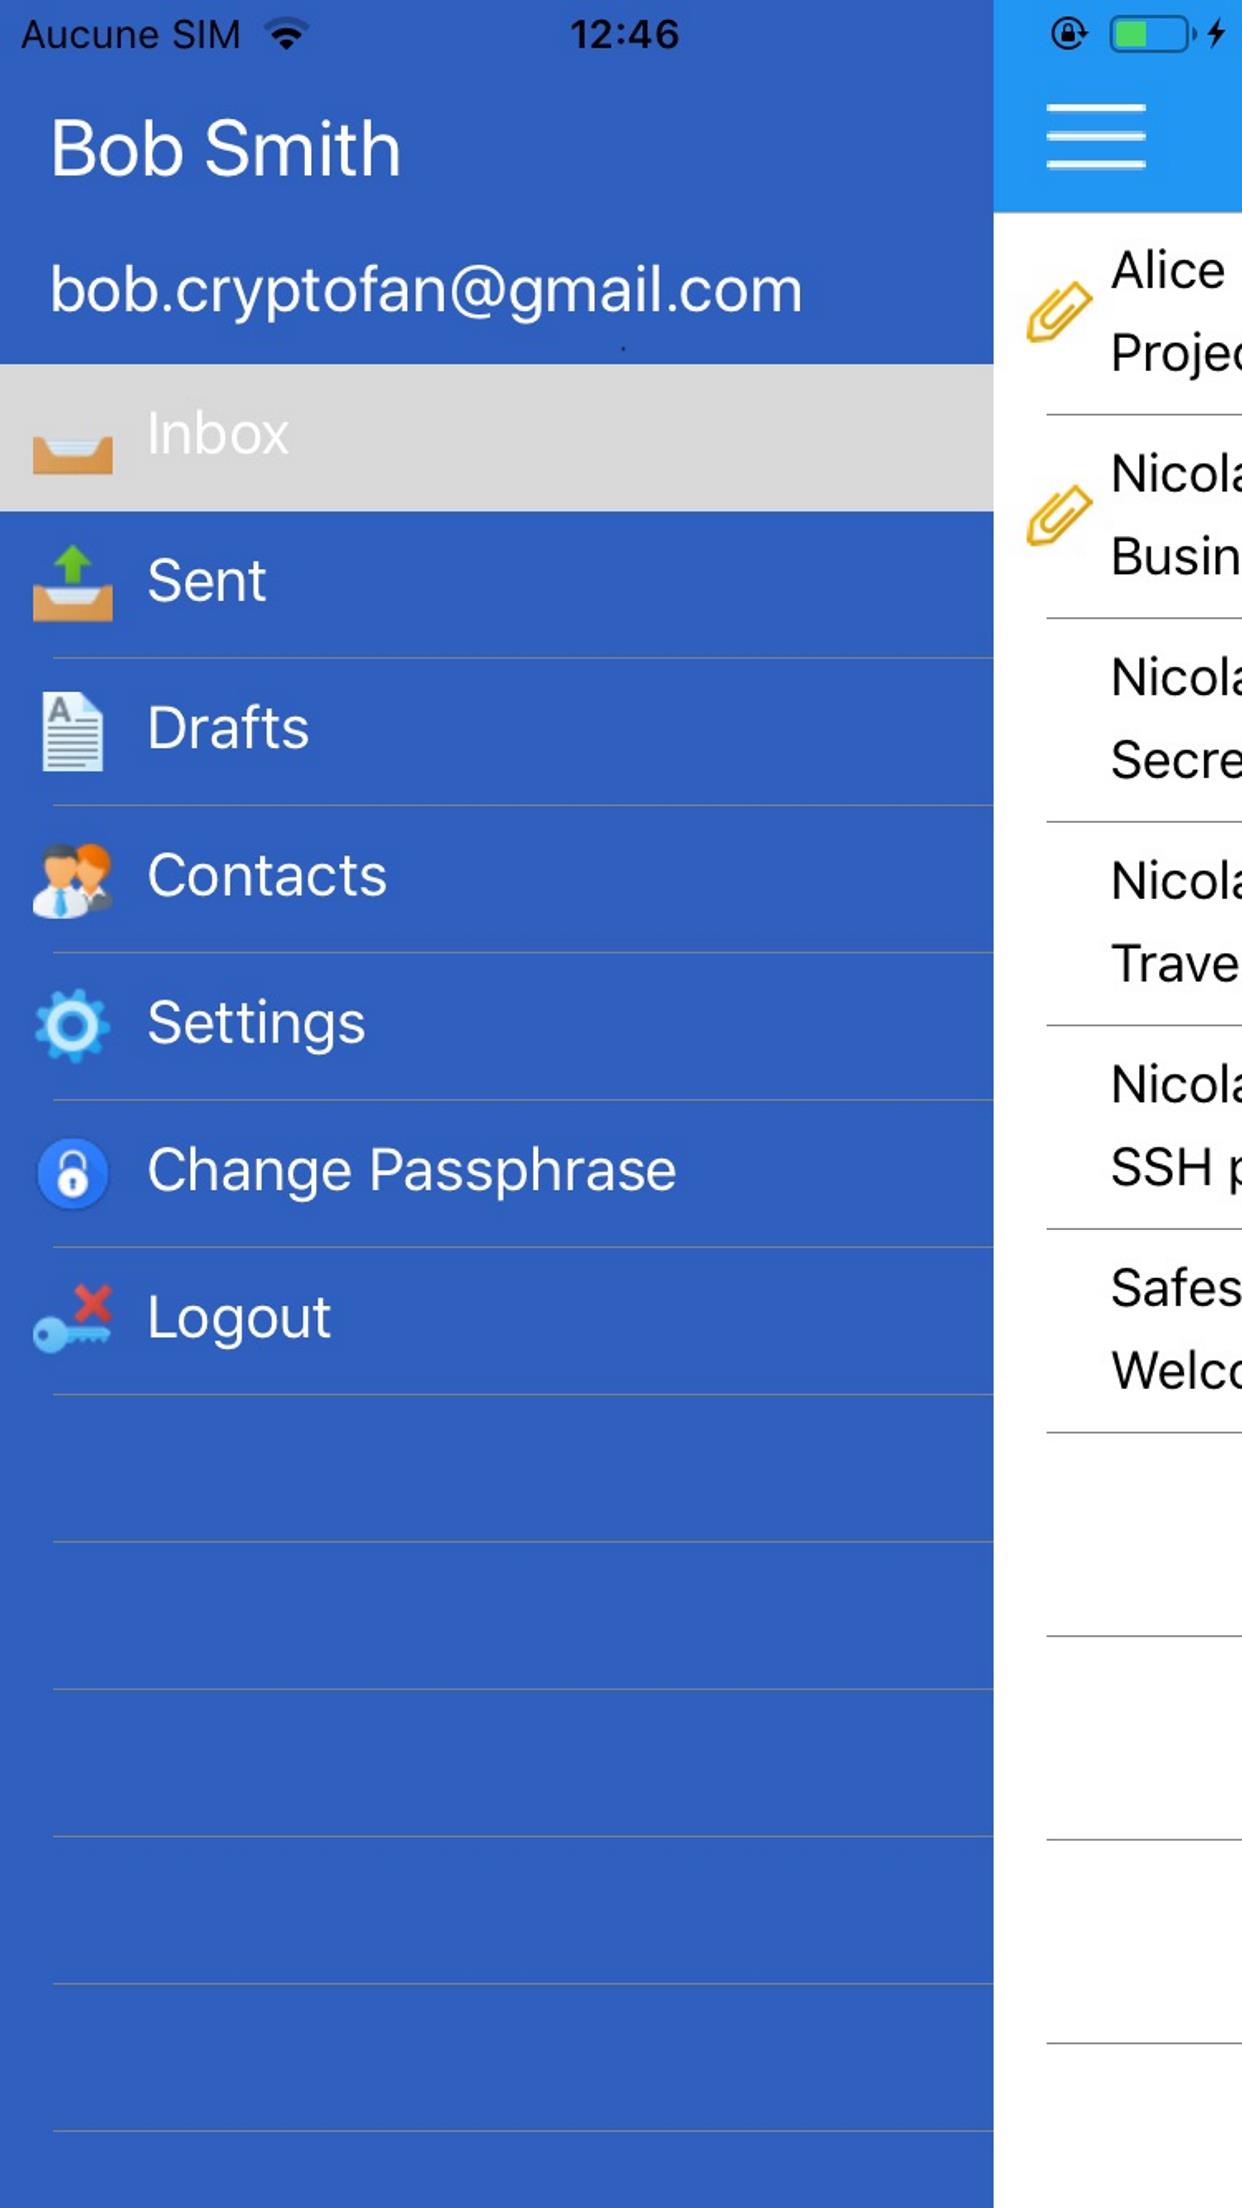 Aucune SIM 12:46
Bob Smith
bob.cryptofan@gmail.com
Inbox
Sent
Drafts
Contacts
Settings
Change Passphrase
Logout
Alice
Projec
Nicola
Busin
Nicola
Secre
Nicola
Trave
Nicola
SSH p
Safes
Welco